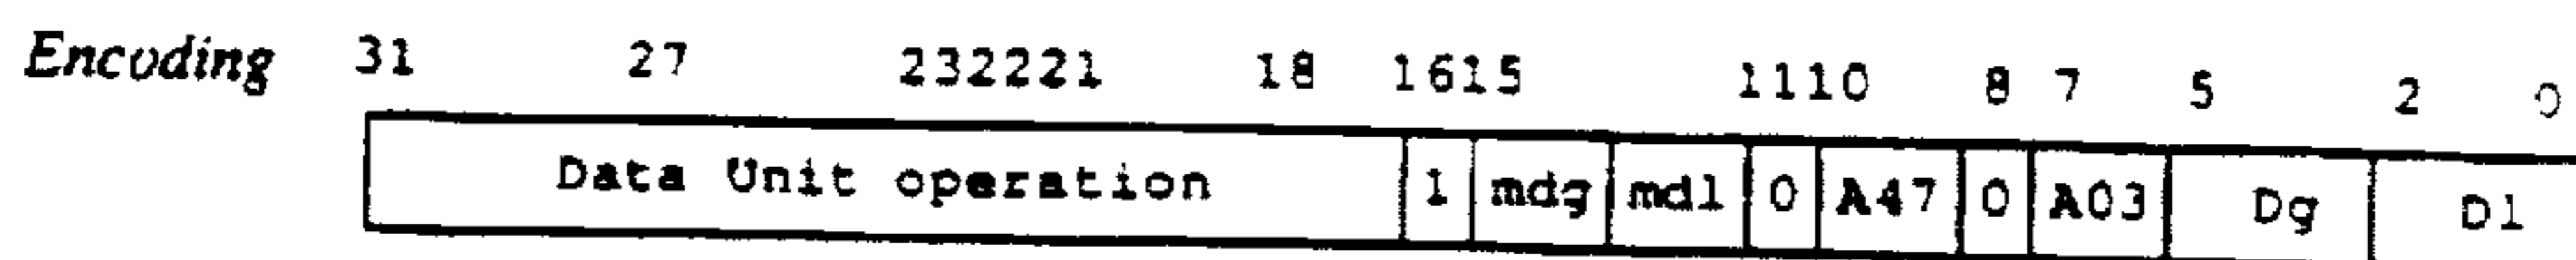 Encoding 31 27 232221 18 1615 1110 8 7 5 2 0
Data Unit operation 1 mdg mdl 0 A47 0 A03 Dg Dl